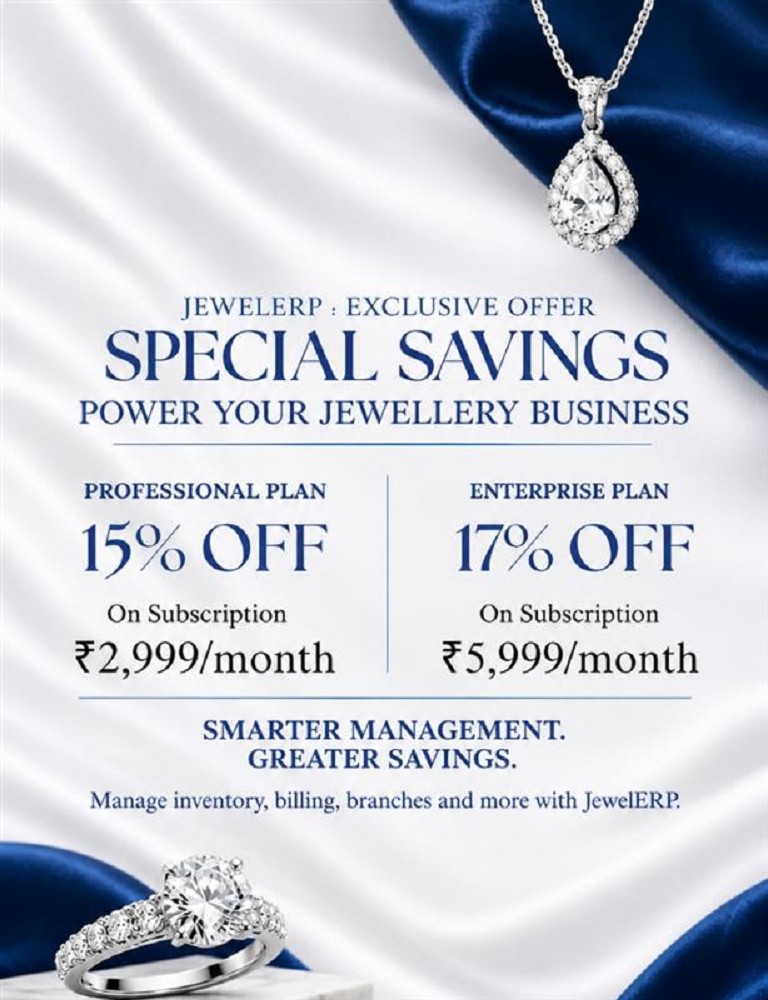 JEWELERP : EXCLUSIVE OFFER
SPECIAL SAVINGS
POWER YOUR JEWELLERY BUSINESS
PROFESSIONAL PLAN
15% OFF
On Subscription
₹2,999/month
ENTERPRISE PLAN
17% OFF
On Subscription
₹5,999/month
SMARTER MANAGEMENT.
GREATER SAVINGS.
Manage inventory, billing, branches and more with JewelERP.